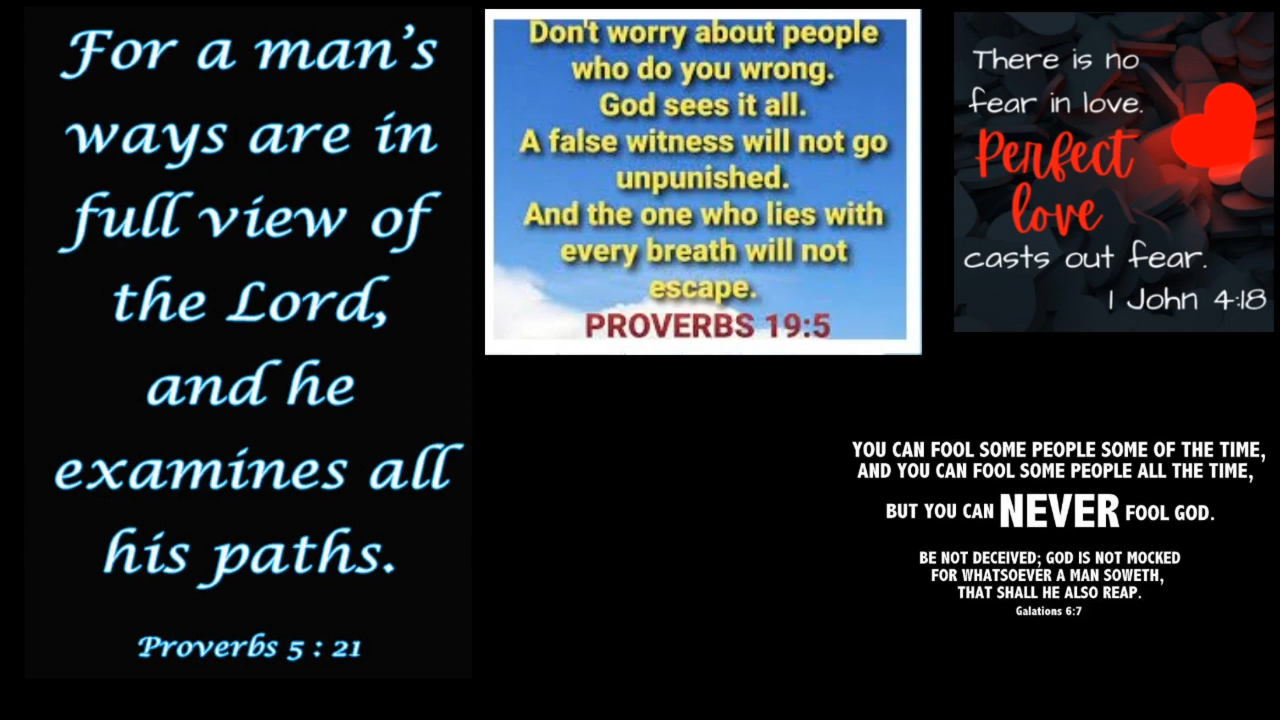 For a man's
ways are in
full view of
the Lord,
and he
examines all
his paths.
Proverbs 5 : 21
Don't worry about people
who do you wrong.
God sees it all.
A false witness will not go
unpunished.
And the one who lies with
every breath will not
escape.
PROVERBS 19:5
There is no
fear in love.
Perfect
love
casts out fear.
1 John 4:18
YOU CAN FOOL SOME PEOPLE SOME OF THE TIME,
AND YOU CAN FOOL SOME PEOPLE ALL THE TIME,
BUT YOU CAN NEVER FOOL GOD.
BE NOT DECEIVED; GOD IS NOT MOCKED
FOR WHATSOEVER A MAN SOWETH,
THAT SHALL HE ALSO REAP.
Galations 6:7